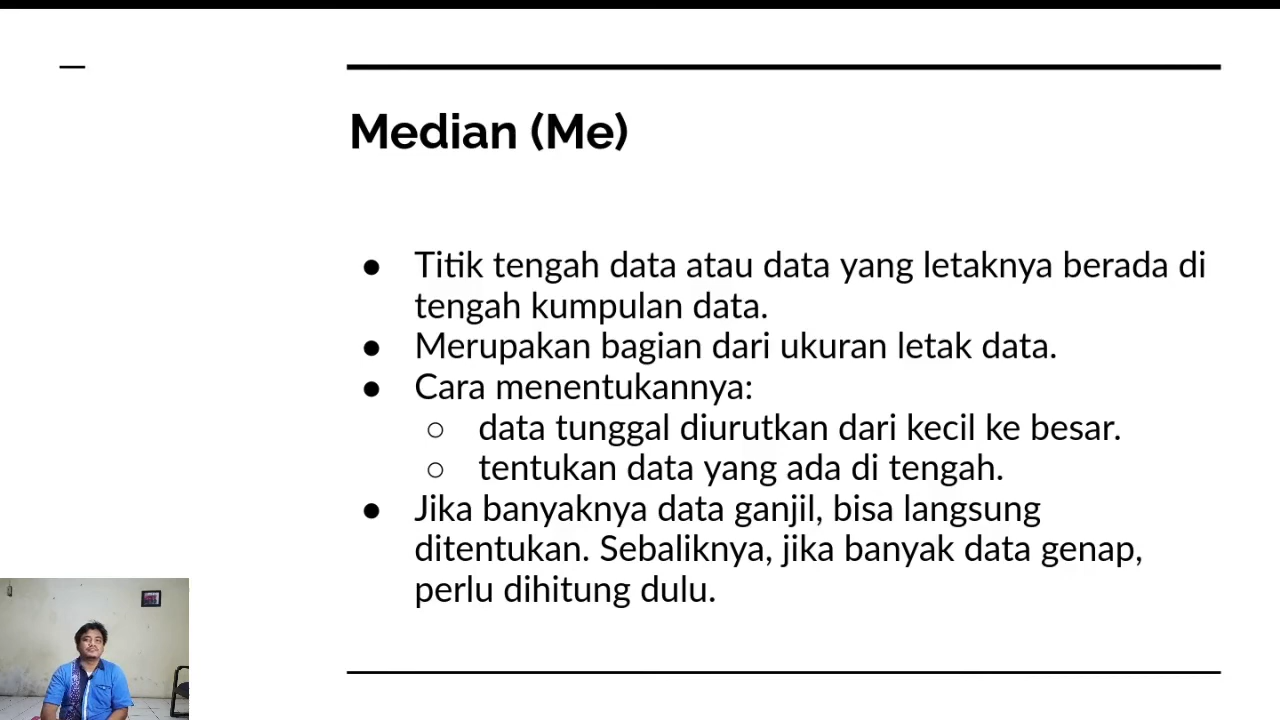 Median (Me)
● Titik tengah data atau data yang letaknya berada di
tengah kumpulan data.
● Merupakan bagian dari ukuran letak data.
● Cara menentukannya:
○ data tunggal diurutkan dari kecil ke besar.
○ tentukan data yang ada di tengah.
● Jika banyaknya data ganjil, bisa langsung
ditentukan. Sebaliknya, jika banyak data genap,
perlu dihitung dulu.